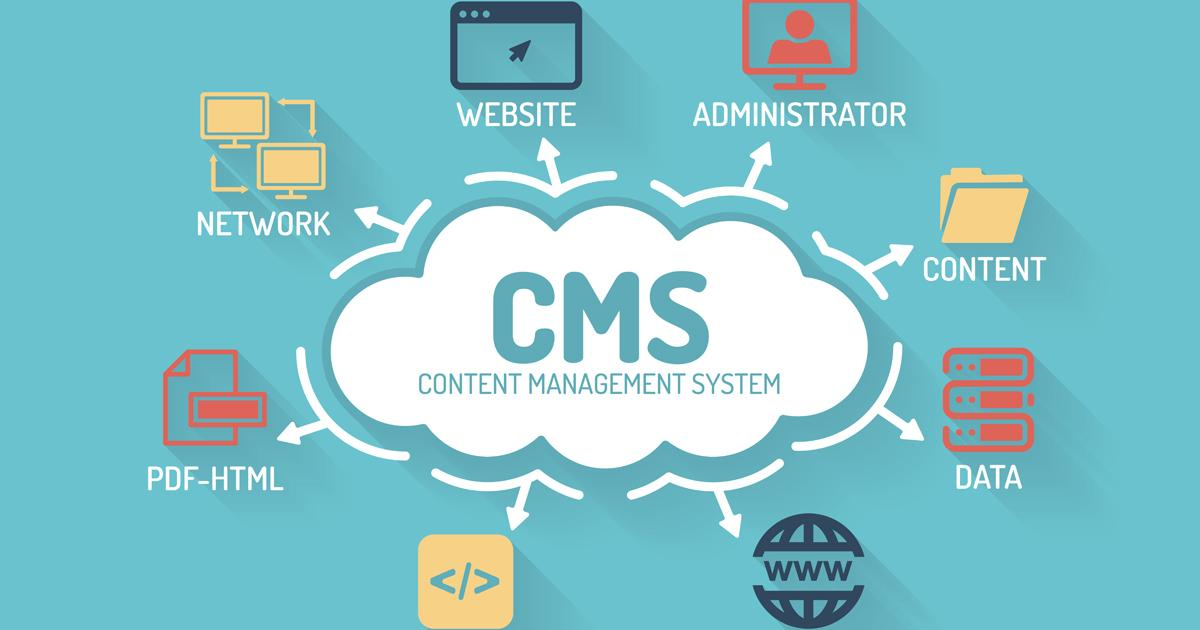 WEBSITE
ADMINISTRATOR
NETWORK
CONTENT
CMS
CONTENT MANAGEMENT SYSTEM
PDF-HTML
DATA
</>
WWW